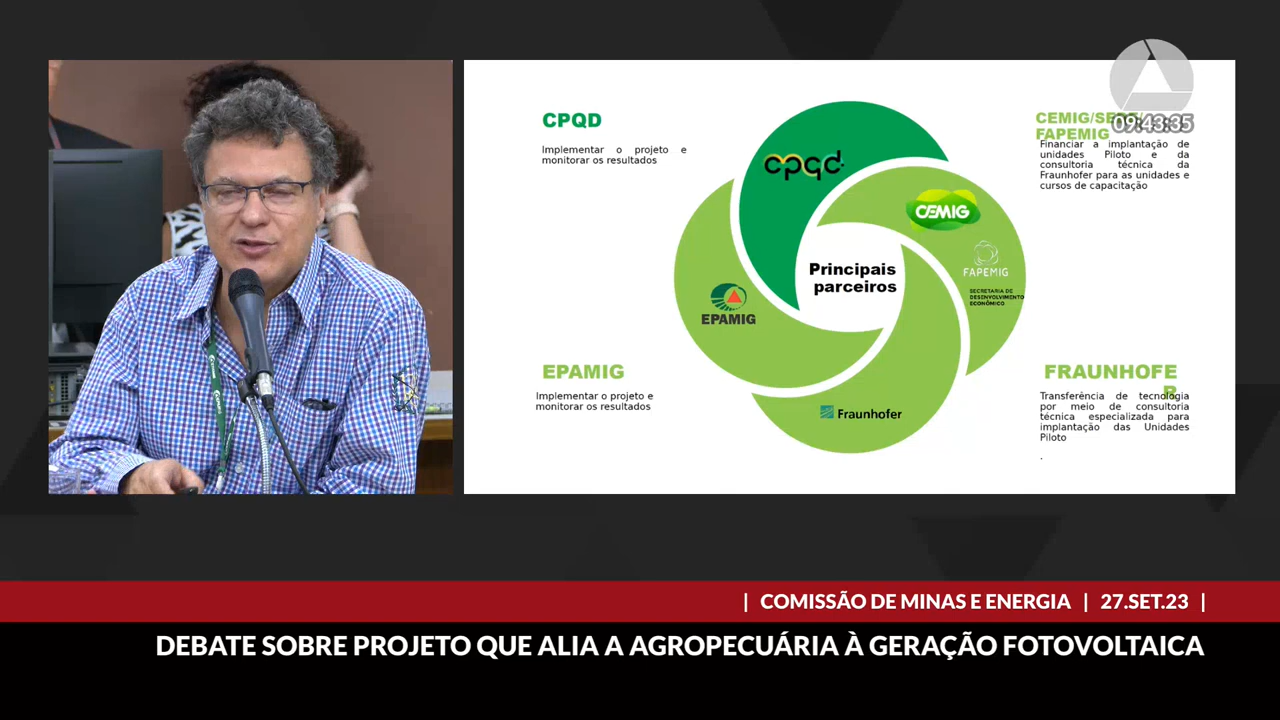 09:43:35
CPQD
Implementar o projeto e
monitorar os resultados
CEMIG/
FAPEMIG
Financiar a implantação de
unidades Piloto e da
consultoria técnica da
Fraunhofer para as unidades e
cursos de capacitação
cpqd
CEMIG
FAPEMIG
SECRETARIA DE
DESENVOLVIMENTO
ECONÔMICO
Principais
parceiros
EPAMIG
Fraunhofer
EPAMIG
Implementar o projeto e
monitorar os resultados
FRAUNHOFE
R
Transferência de tecnologia
por meio de consultoria
técnica especializada para
implantação das Unidades
Piloto
.
| COMISSÃO DE MINAS E ENERGIA | 27.SET.23 |
DEBATE SOBRE PROJETO QUE ALIA A AGROPECUÁRIA À GERAÇÃO FOTOVOLTAICA